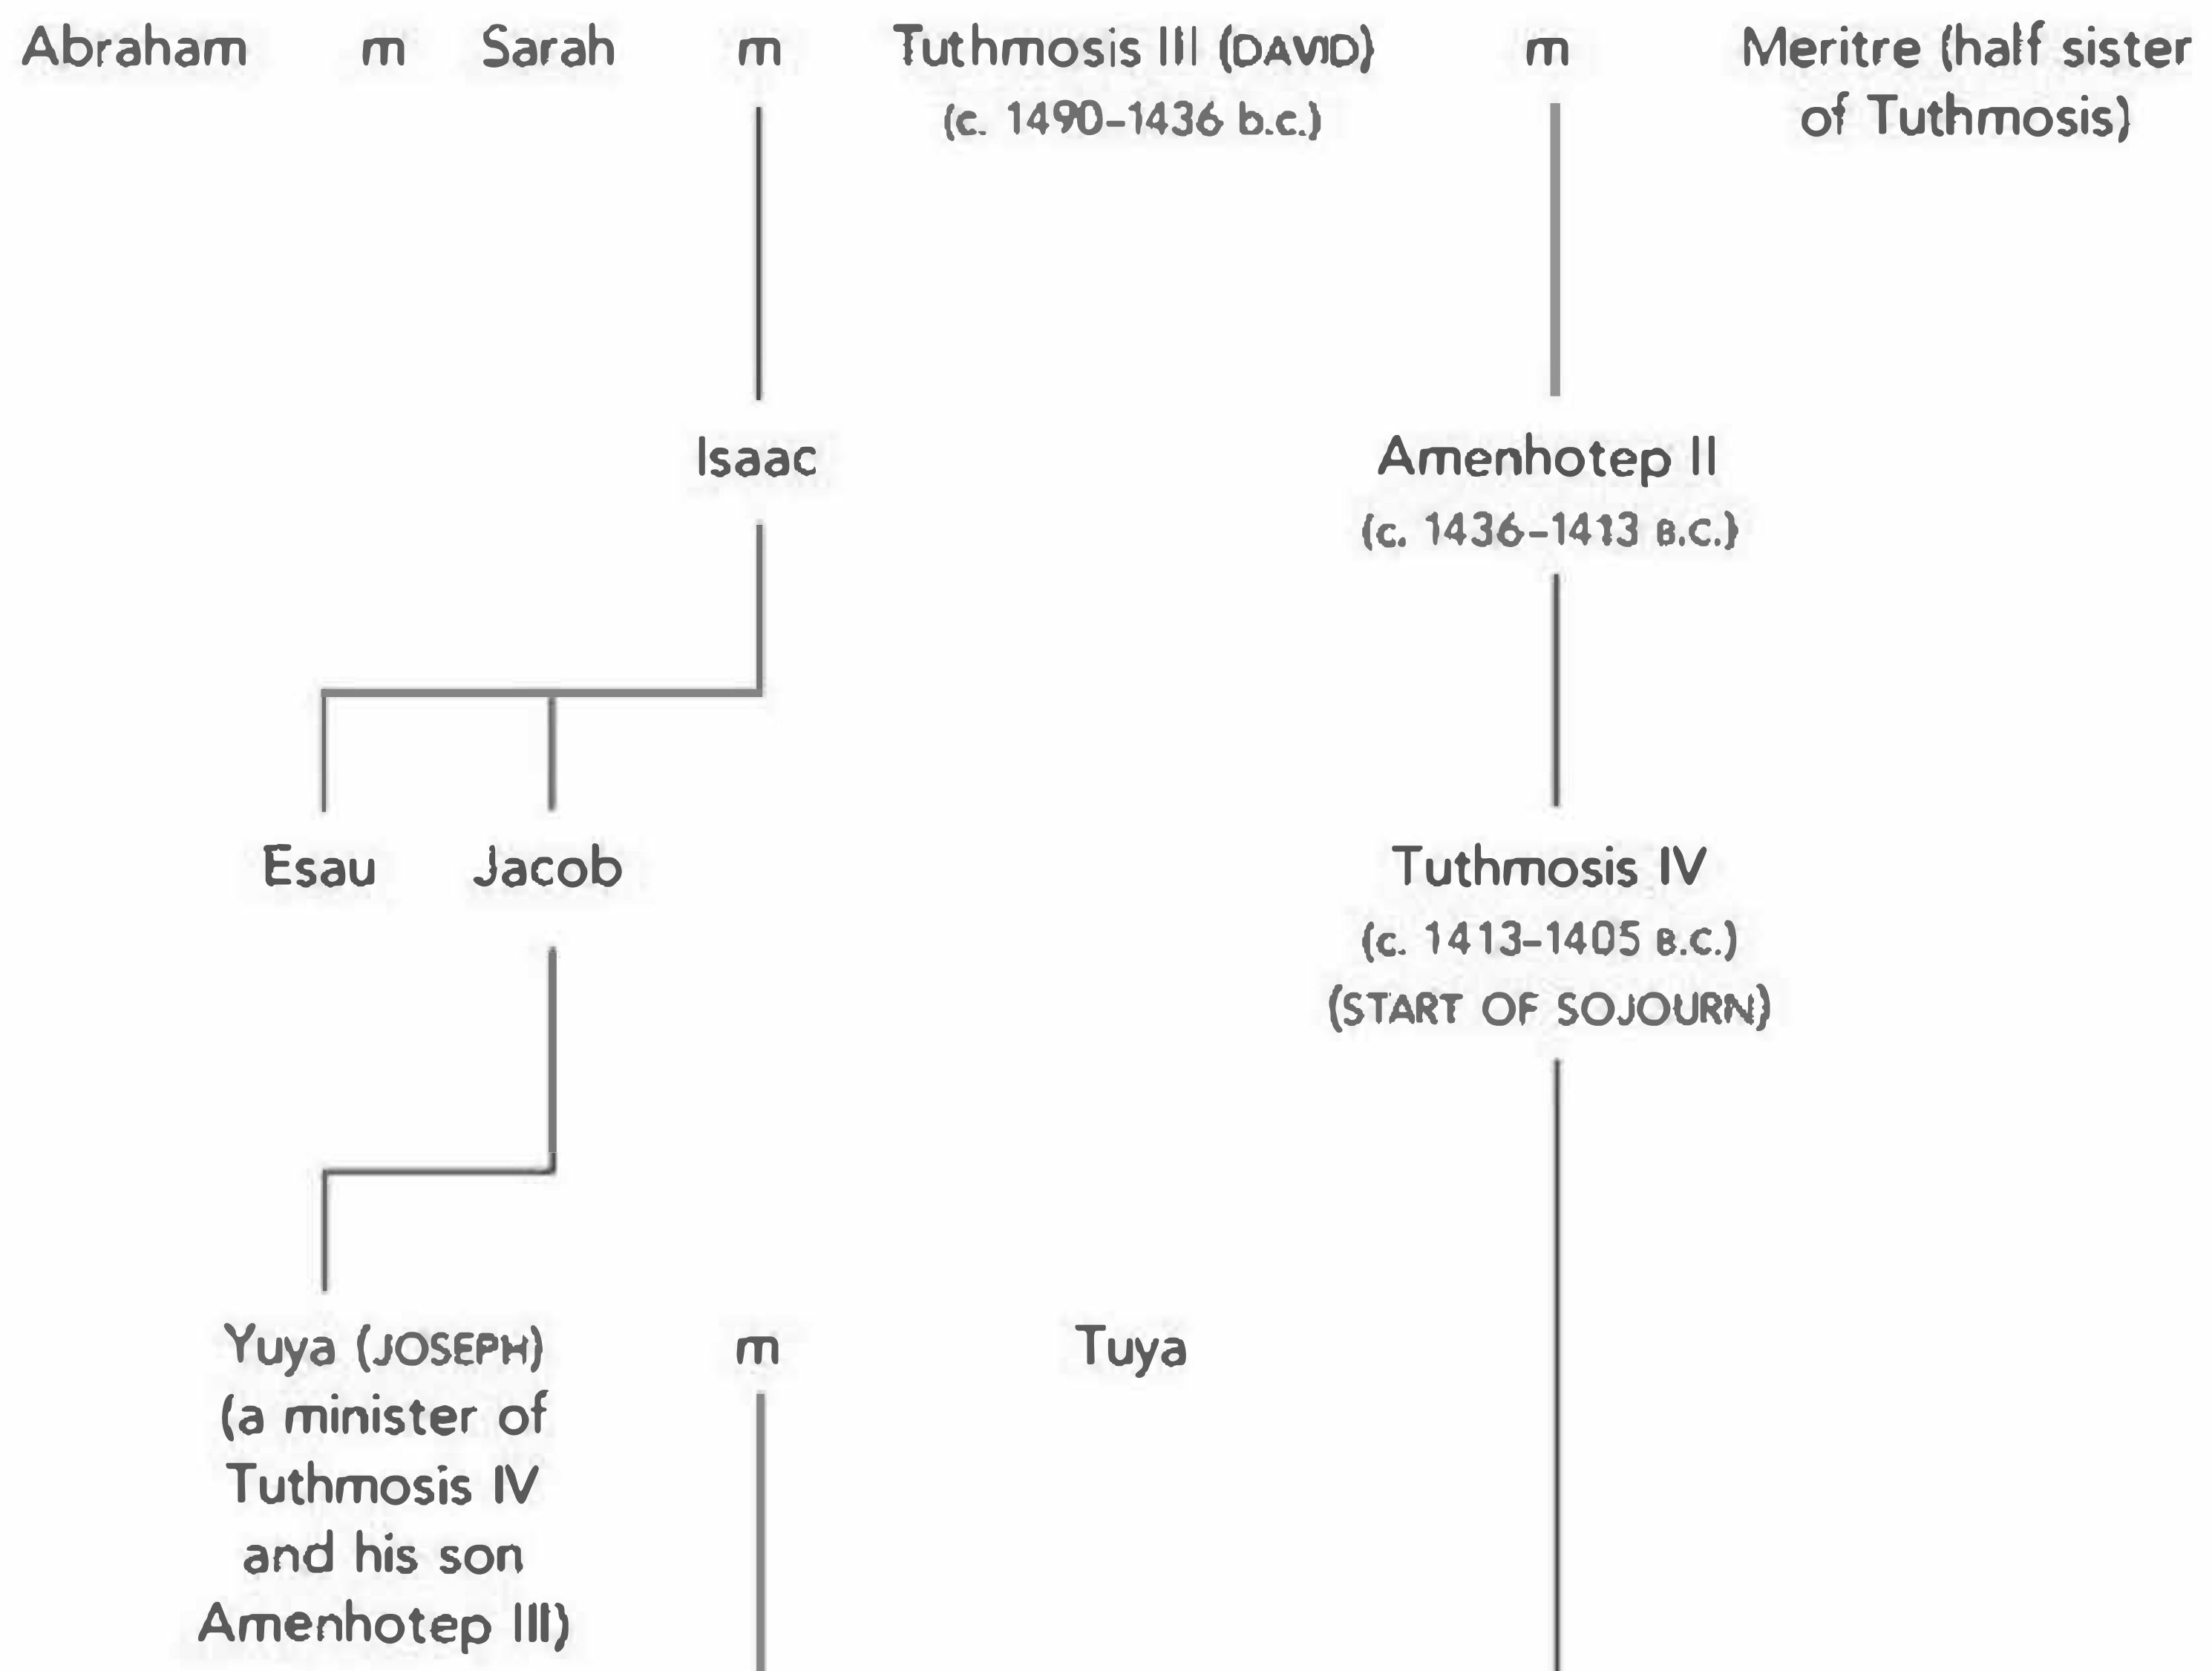 Abraham m Sarah m Tuthmosis III (DAVID) m Meritre (half sister
(c. 1490–1436 b.c.) of Tuthmosis)
Isaac Amenhotep II
(c. 1436–1413 B.C.)
Esau Jacob Tuthmosis IV
(c. 1413–1405 B.C.)
(START OF SOJOURN)
Yuya (JOSEPH) m Tuya
(a minister of
Tuthmosis IV
and his son
Amenhotep III)